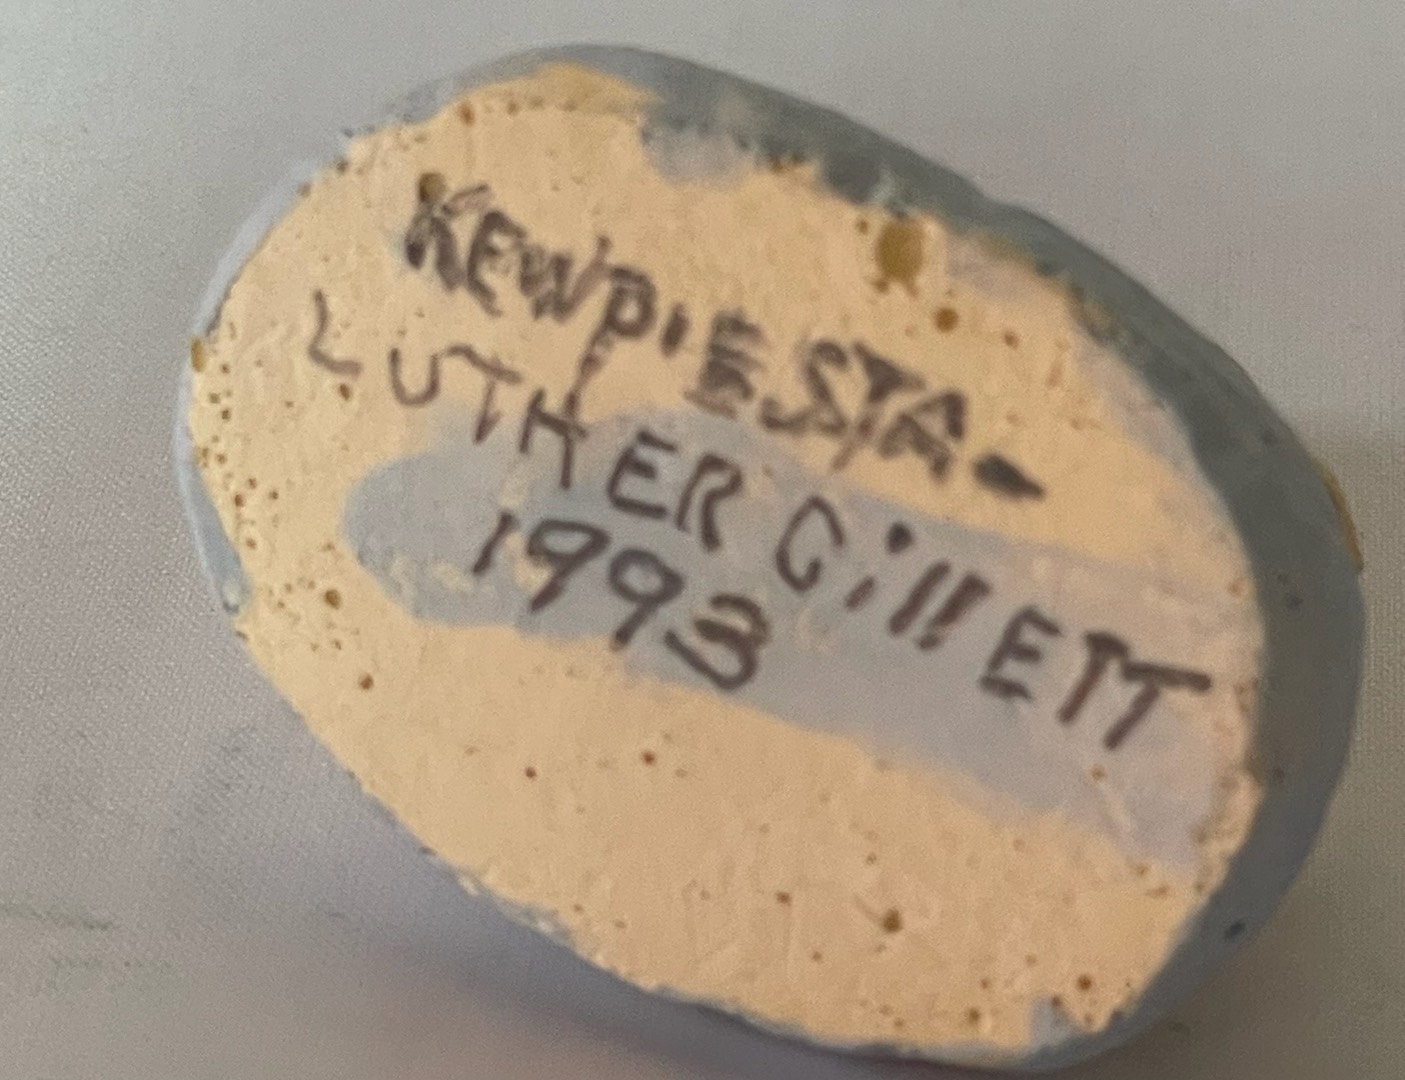 KEWPIESTA-
LUTHER GillETT
1993